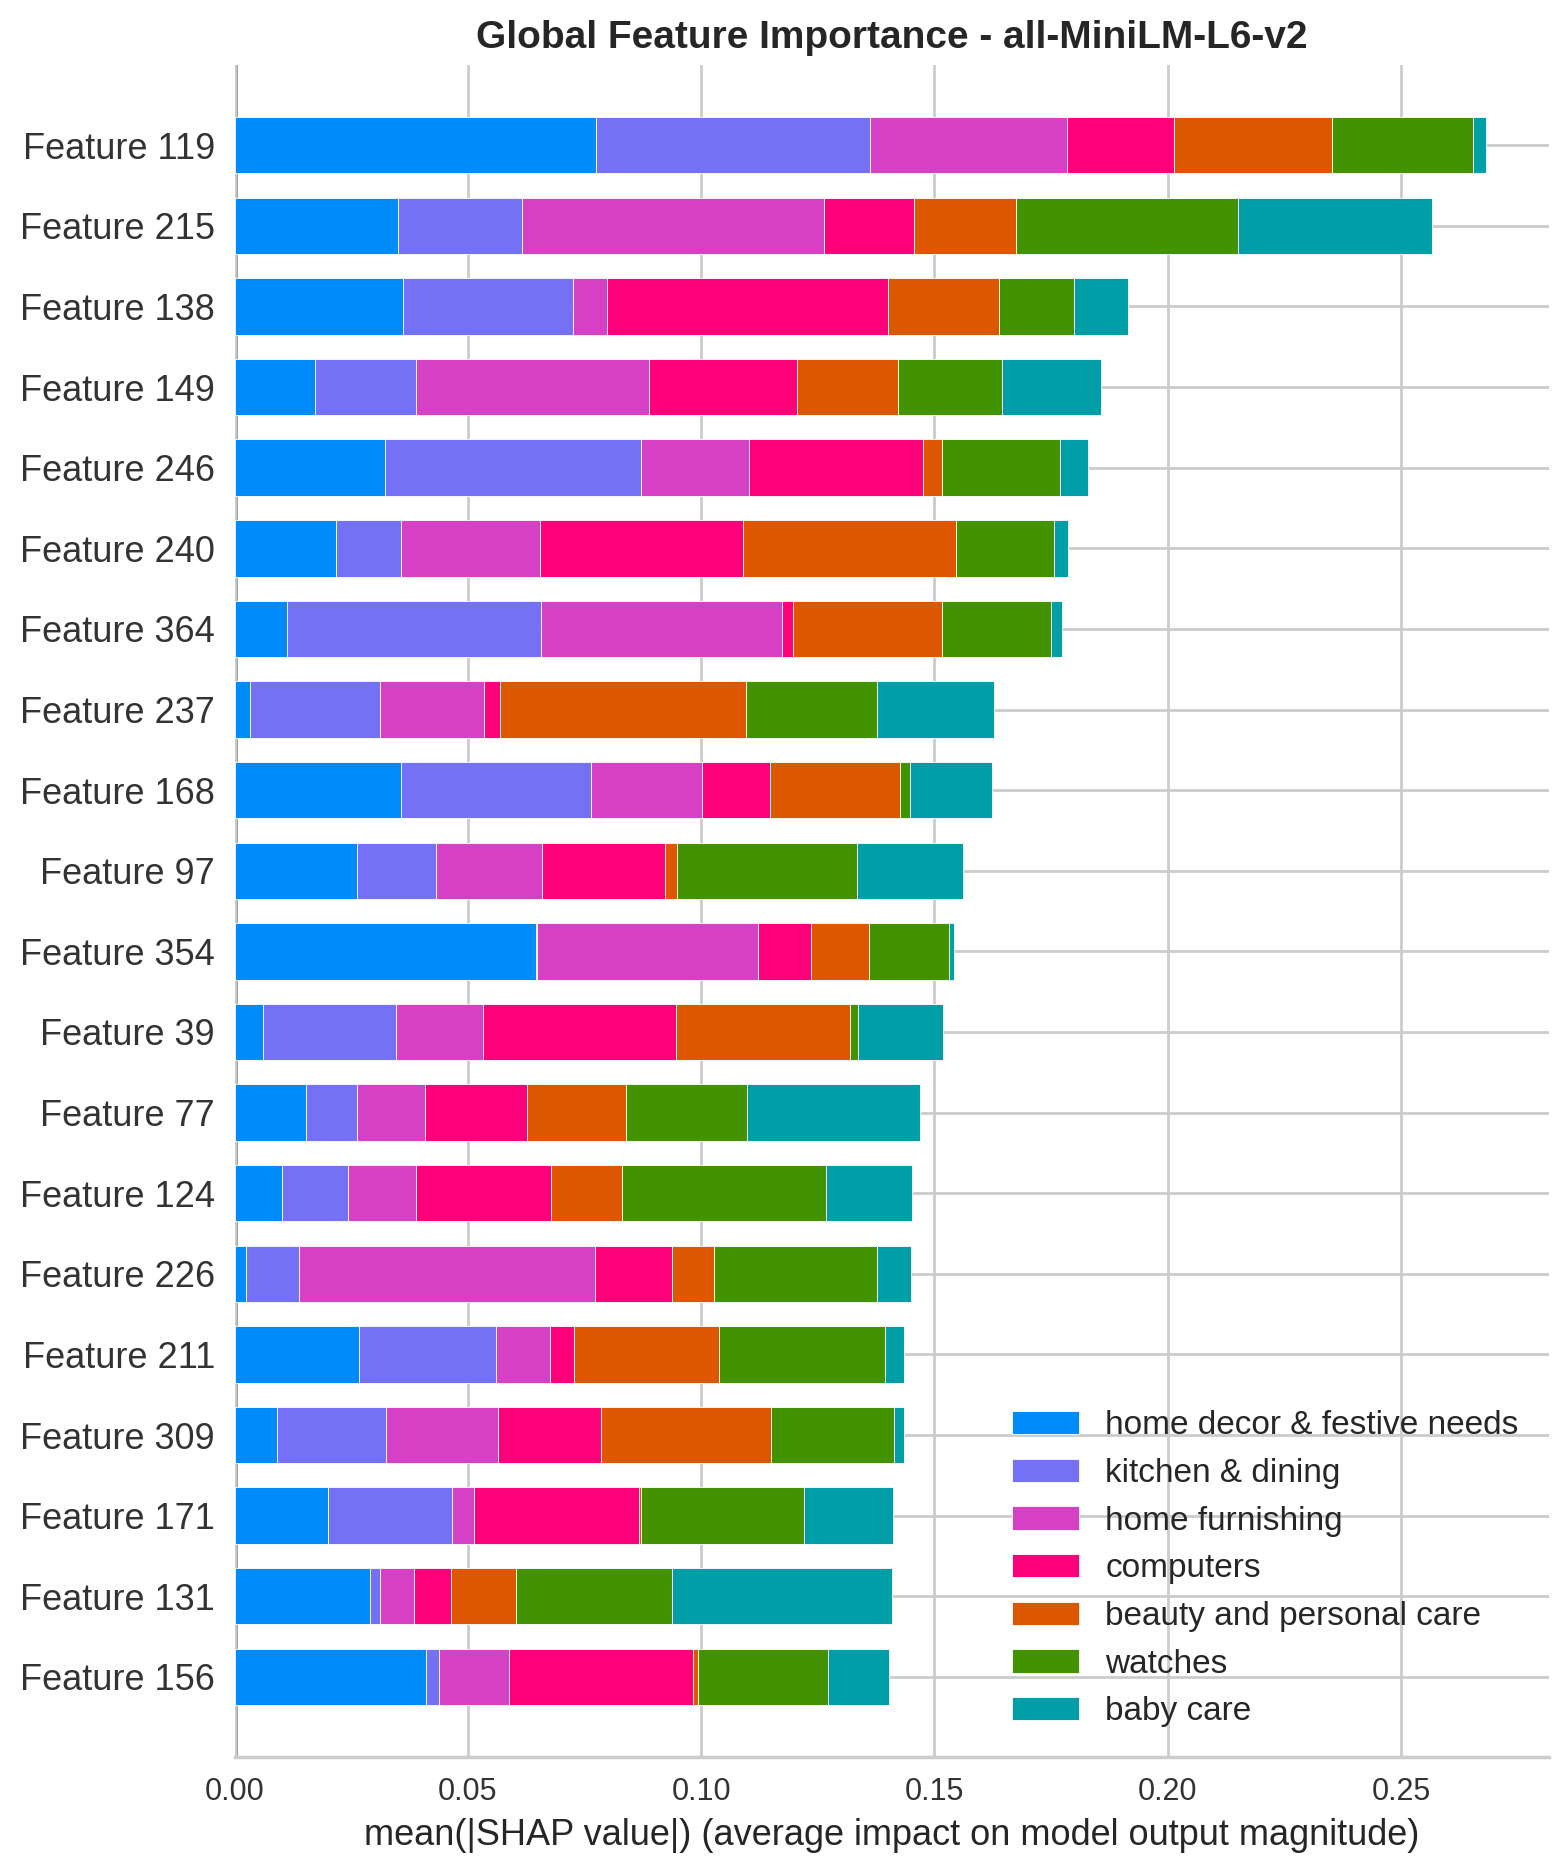 Global Feature Importance - all-MiniLM-L6-v2
Feature 119
Feature 215
Feature 138
Feature 149
Feature 246
Feature 240
Feature 364
Feature 237
Feature 168
Feature 97
Feature 354
Feature 39
Feature 77
Feature 124
Feature 226
Feature 211
Feature 309
Feature 171
Feature 131
Feature 156
home decor & festive needs
kitchen & dining
home furnishing
computers
beauty and personal care
watches
baby care
0.00 0.05 0.10 0.15 0.20 0.25
mean(|SHAP value|) (average impact on model output magnitude)